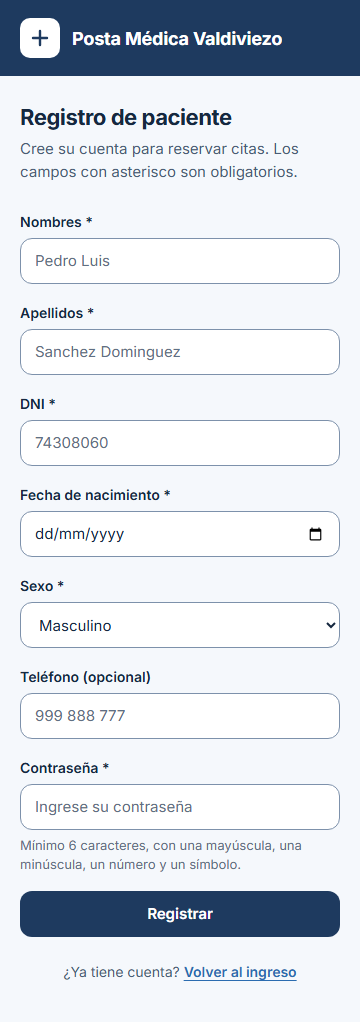 Posta Médica Valdiviezo
Registro de paciente
Cree su cuenta para reservar citas. Los
campos con asterisco son obligatorios.
Nombres *
Pedro Luis
Apellidos *
Sanchez Dominguez
DNI *
74308060
Fecha de nacimiento *
dd/mm/yyyy
Sexo *
Masculino
Teléfono (opcional)
999 888 777
Contraseña *
Ingrese su contraseña
Mínimo 6 caracteres, con una mayúscula, una
minúscula, un número y un símbolo.
Registrar
¿Ya tiene cuenta? Volver al ingreso